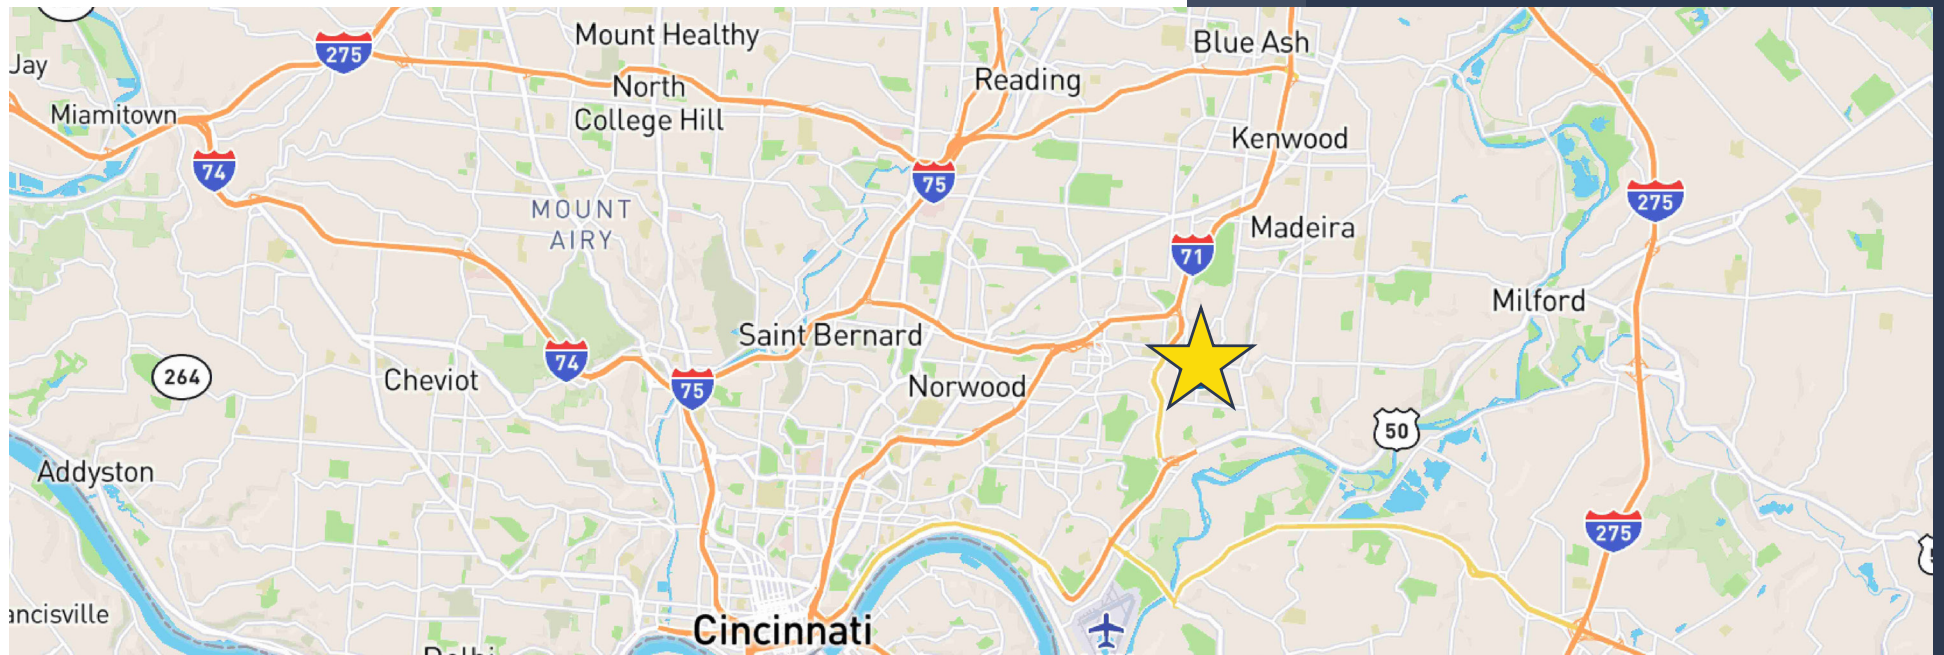 Mount Healthy
Blue Ash
275
Jay
North
College Hill
Reading
Miamitown
Kenwood
74
75
275
MOUNT
AIRY
Madeira
71
Milford
Saint Bernard
74
264
Cheviot
75
Norwood
50
Addyston
275
ancisville
Cincinnati